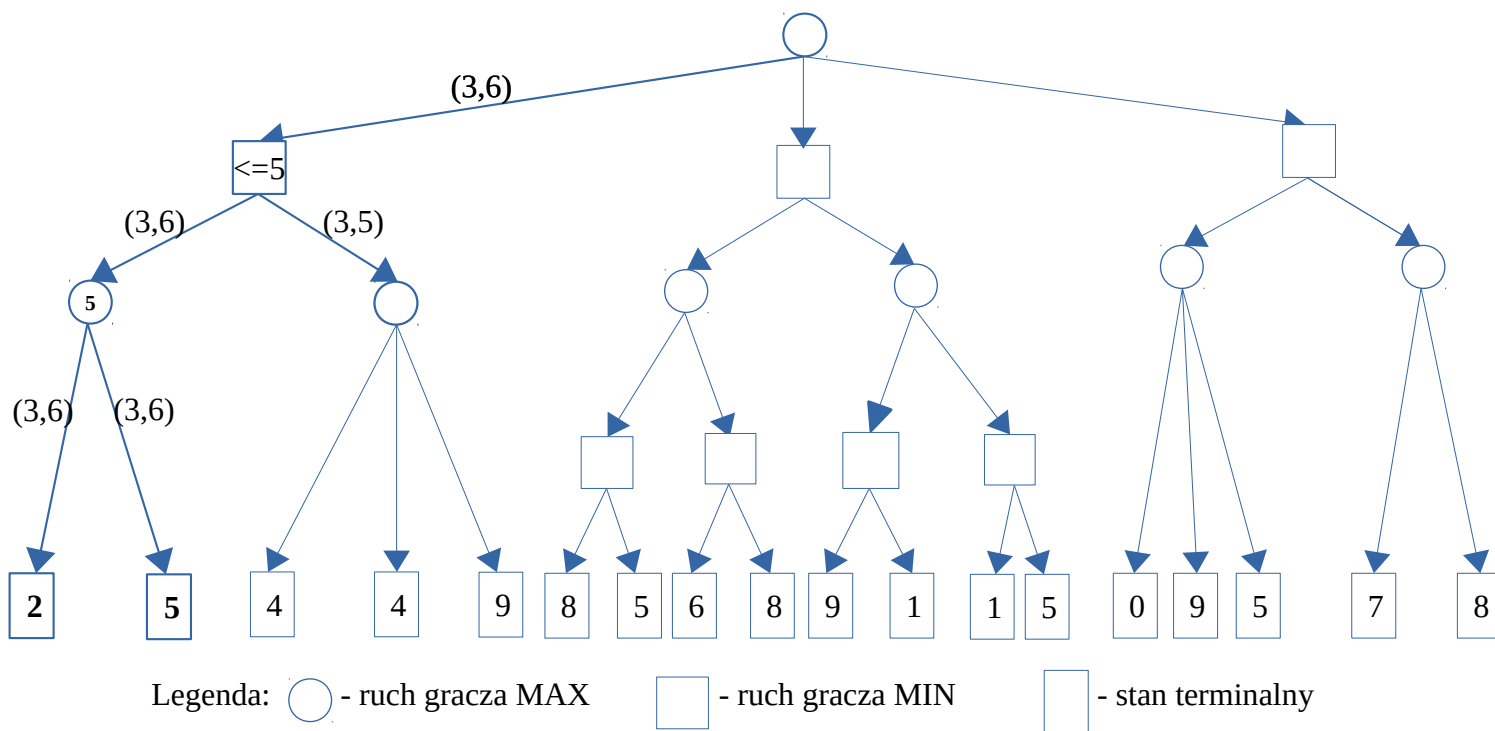 (3,6)
<=5
(3,6) (3,5)
5
(3,6) (3,6)
2 5 4 4 9 8 5 6 8 9 1 1 5 0 9 5 7 8
Legenda: - ruch gracza MAX - ruch gracza MIN - stan terminalny